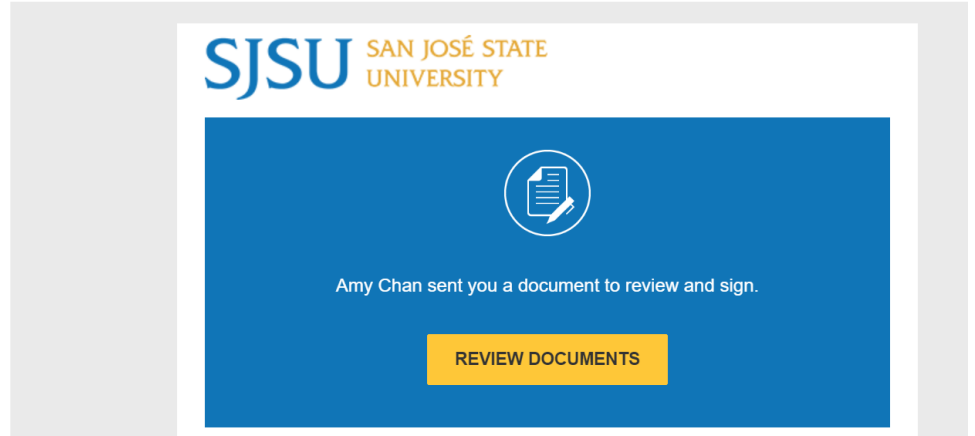 SJSU SAN JOSÉ STATE
UNIVERSITY
Amy Chan sent you a document to review and sign.
REVIEW DOCUMENTS